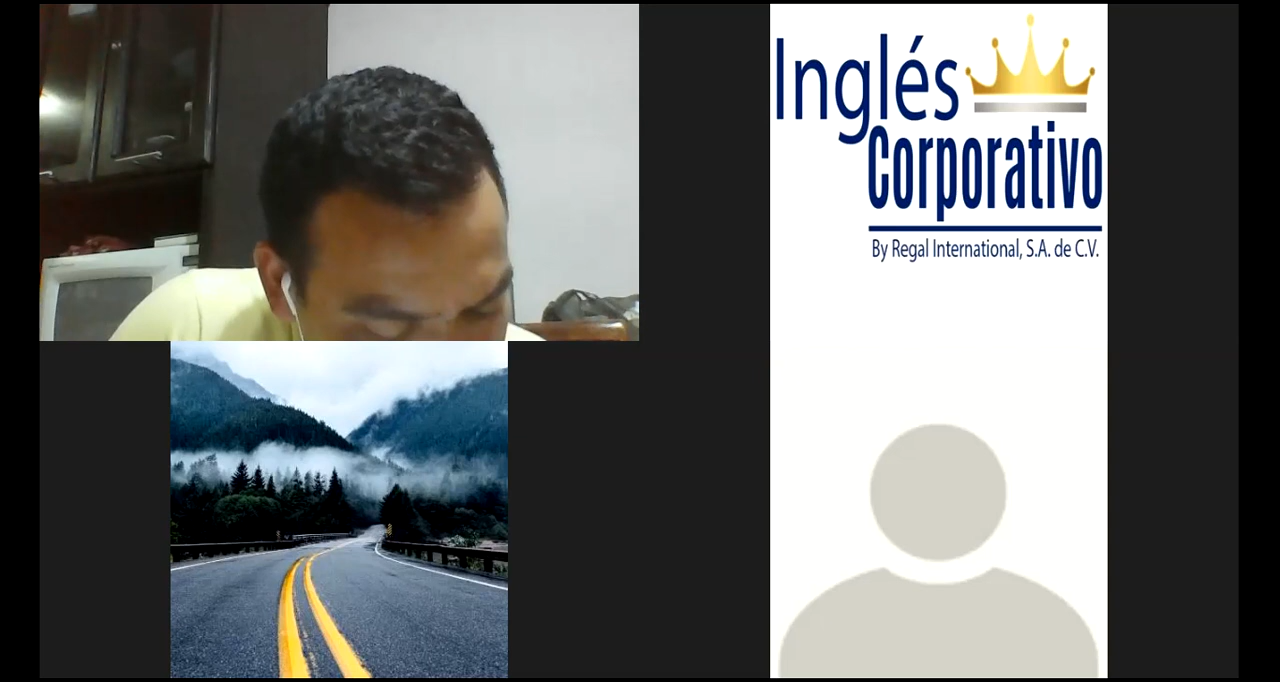 Inglés
Corporativo
By Regal International, S.A. de C.V.